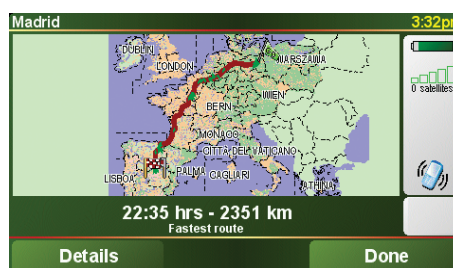 Madrid 3:32p
DUBLIN
LONDON
WARSZAWA
0 satellites
WIEN
BERN
MONACO
CITTÀ DEL VATICANO
LISBOA
PALMA
CAGLIARI
ATHINA
22:35 hrs - 2351 km
Fastest route
Details
Done